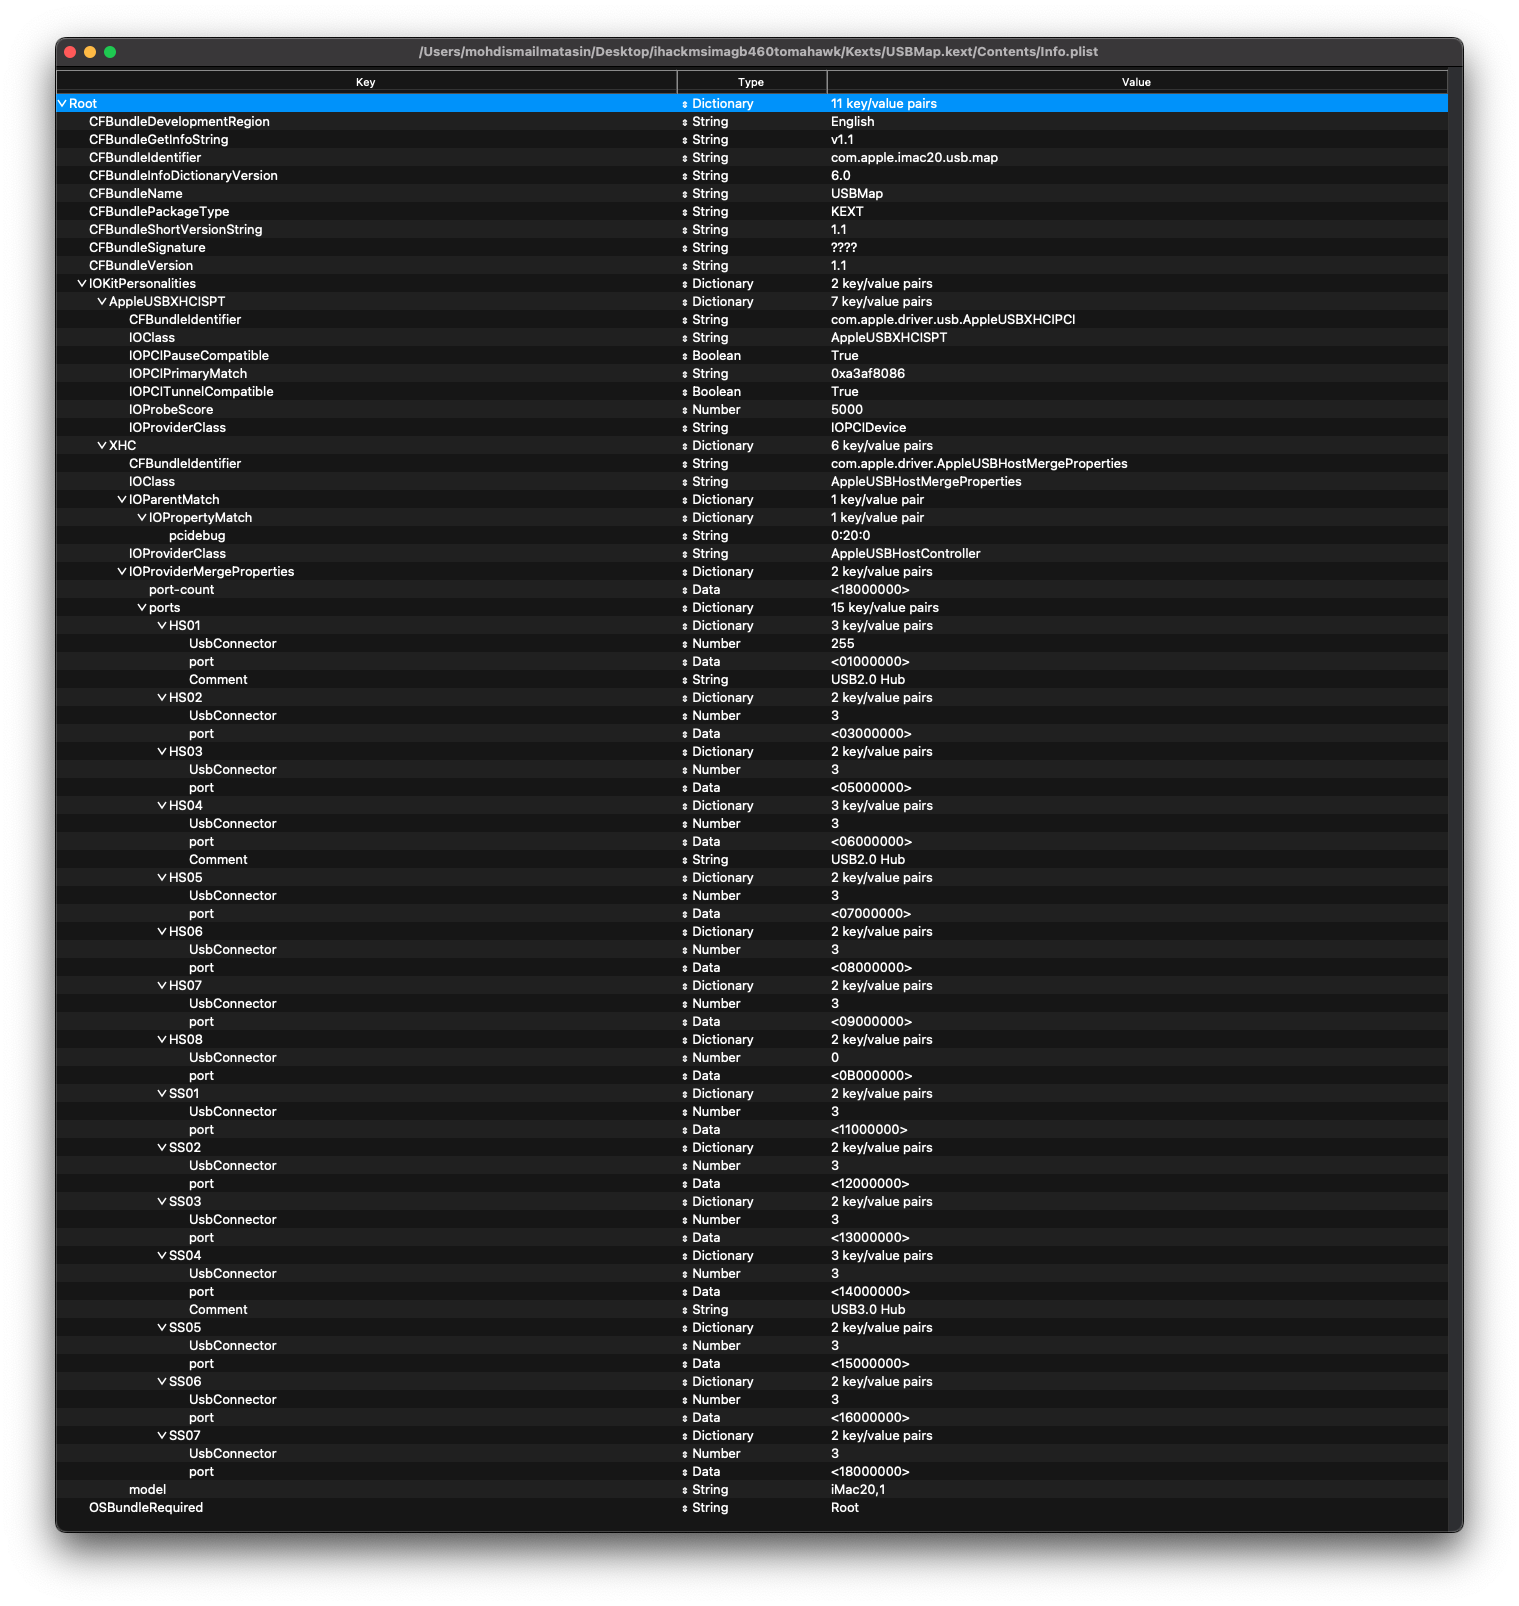 /Users/mohdismailmatasin/Desktop/ihackmsimagb460tomahawk/Kexts/USBMap.kext/Contents/Info.plist
Key Type Value
Root Dictionary 11 key/value pairs
CFBundleDevelopmentRegion String English
CFBundleGetInfoString String v1.1
CFBundleIdentifier String com.apple.imac20.usb.map
CFBundleInfoDictionaryVersion String 6.0
CFBundleName String USBMap
CFBundlePackageType String KEXT
CFBundleShortVersionString String 1.1
CFBundleSignature String ????
CFBundleVersion String 1.1
IOKitPersonalities Dictionary 2 key/value pairs
AppleUSBXHCISPT Dictionary 7 key/value pairs
CFBundleIdentifier String com.apple.driver.usb.AppleUSBXHCIPCI
IOClass String AppleUSBXHCISPT
IOPCIPauseCompatible Boolean True
IOPCIPrimaryMatch String 0xa3af8086
IOPCITunnelCompatible Boolean True
IOProbeScore Number 5000
IOProviderClass String IOPCIDevice
XHC Dictionary 6 key/value pairs
CFBundleIdentifier String com.apple.driver.AppleUSBHostMergeProperties
IOClass String AppleUSBHostMergeProperties
IOParentMatch Dictionary 1 key/value pair
IOPropertyMatch Dictionary 1 key/value pair
pcidebug String 0:20:0
IOProviderClass String AppleUSBHostController
IOProviderMergeProperties Dictionary 2 key/value pairs
port-count Data <18000000>
ports Dictionary 15 key/value pairs
HS01 Dictionary 3 key/value pairs
UsbConnector Number 255
port Data <01000000>
Comment String USB2.0 Hub
HS02 Dictionary 2 key/value pairs
UsbConnector Number 3
port Data <03000000>
HS03 Dictionary 2 key/value pairs
UsbConnector Number 3
port Data <05000000>
HS04 Dictionary 3 key/value pairs
UsbConnector Number 3
port Data <06000000>
Comment String USB2.0 Hub
HS05 Dictionary 2 key/value pairs
UsbConnector Number 3
port Data <07000000>
HS06 Dictionary 2 key/value pairs
UsbConnector Number 3
port Data <08000000>
HS07 Dictionary 2 key/value pairs
UsbConnector Number 3
port Data <09000000>
HS08 Dictionary 2 key/value pairs
UsbConnector Number 0
port Data <0B000000>
SS01 Dictionary 2 key/value pairs
UsbConnector Number 3
port Data <11000000>
SS02 Dictionary 2 key/value pairs
UsbConnector Number 3
port Data <12000000>
SS03 Dictionary 2 key/value pairs
UsbConnector Number 3
port Data <13000000>
SS04 Dictionary 3 key/value pairs
UsbConnector Number 3
port Data <14000000>
Comment String USB3.0 Hub
SS05 Dictionary 2 key/value pairs
UsbConnector Number 3
port Data <15000000>
SS06 Dictionary 2 key/value pairs
UsbConnector Number 3
port Data <16000000>
SS07 Dictionary 2 key/value pairs
UsbConnector Number 3
port Data <18000000>
model String iMac20,1
OSBundleRequired String Root